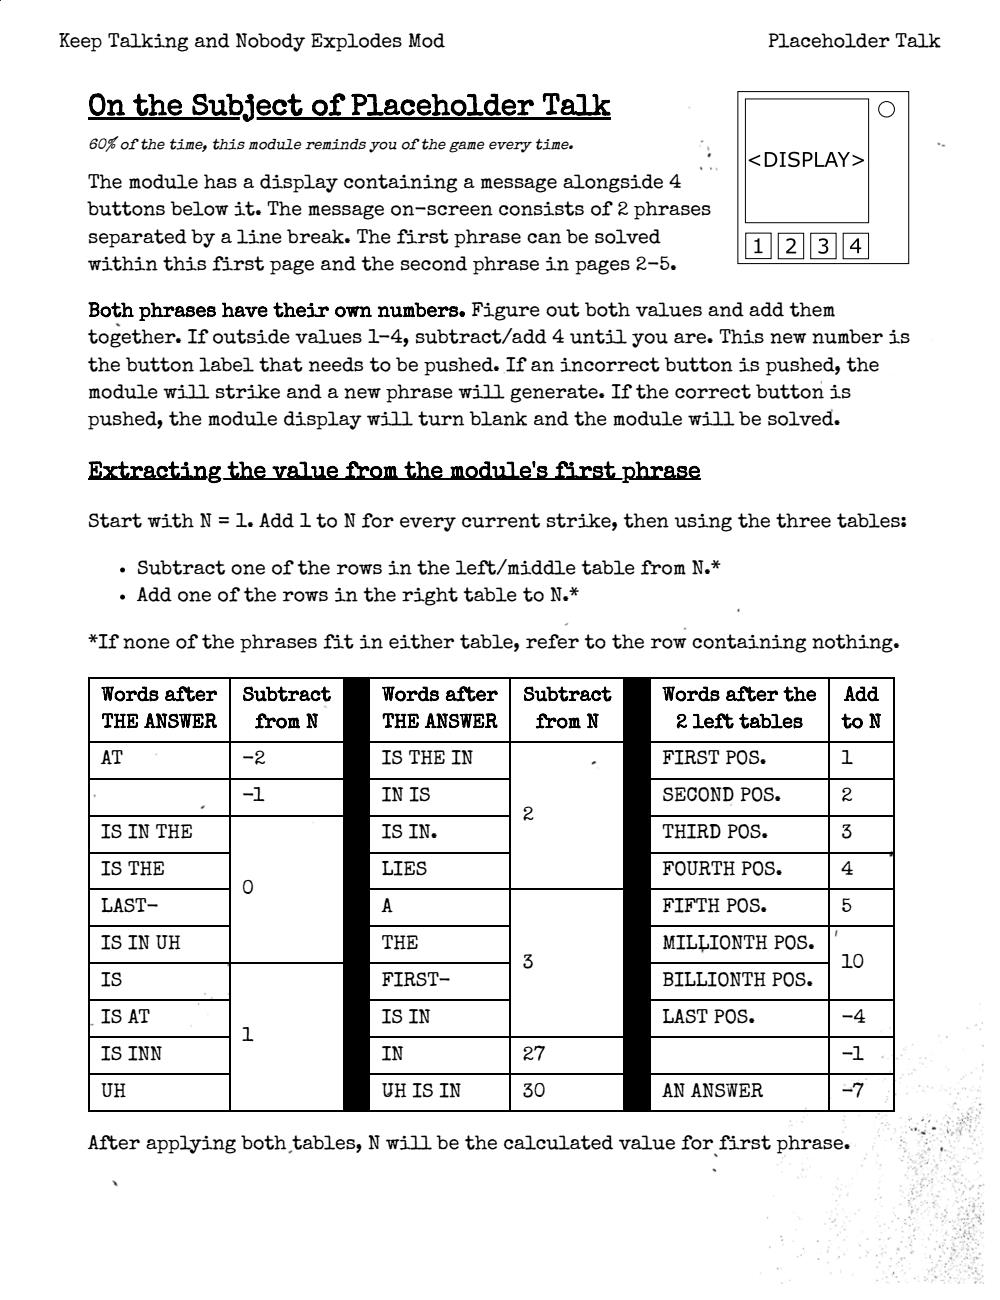 Keep Talking and Nobody Explodes Mod Placeholder Talk
On the Subject of Placeholder Talk
60% of the time, this module reminds you of the game every time.
The module has a display containing a message alongside 4
buttons below it. The message on-screen consists of 2 phrases
separated by a line break. The first phrase can be solved
within this first page and the second phrase in pages 2-5.
<DISPLAY>
1 2 3 4
Both phrases have their own numbers. Figure out both values and add them
together. If outside values 1-4, subtract/add 4 until you are. This new number is
the button label that needs to be pushed. If an incorrect button is pushed, the
module will strike and a new phrase will generate. If the correct button is
pushed, the module display will turn blank and the module will be solved.
Extracting the value from the module's first phrase
Start with N = 1. Add 1 to N for every current strike, then using the three tables:
• Subtract one of the rows in the left/middle table from N.*
• Add one of the rows in the right table to N.*
*If none of the phrases fit in either table, refer to the row containing nothing.
Words after Subtract Words after Subtract Words after the Add
THE ANSWER from N THE ANSWER from N 2 left tables to N
AT -2 IS THE IN FIRST POS. 1
-1 IN IS SECOND POS. 2
2
IS IN THE IS IN. THIRD POS. 3
IS THE LIES FOURTH POS. 4
0
LAST- A FIFTH POS. 5
IS IN UH THE MILLIONTH POS.
3 10
IS FIRST- BILLIONTH POS.
IS AT IS IN LAST POS. -4
1
IS INN IN 27 -1
UH UH IS IN 30 AN ANSWER -7
After applying both tables, N will be the calculated value for first phrase.